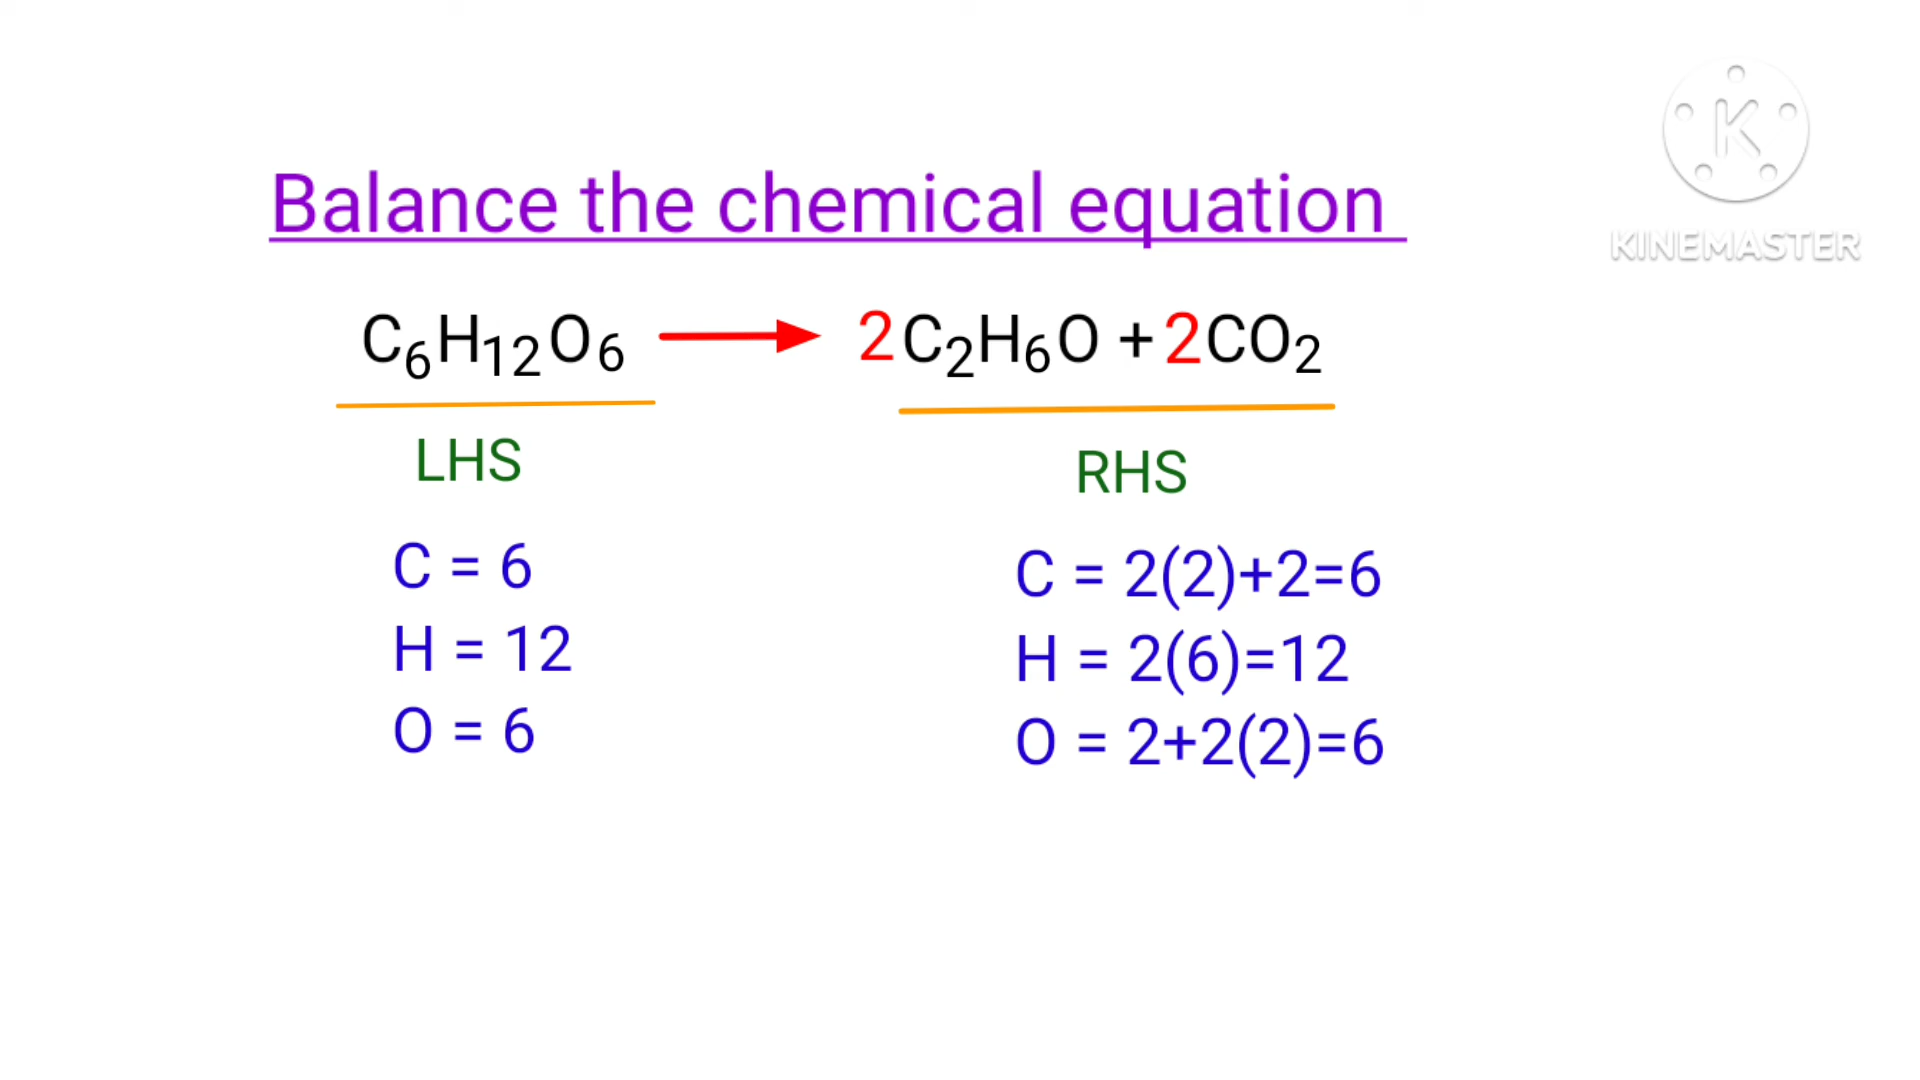 Balance the chemical equation
C₆H₁₂O₆ → 2C₂H₆O + 2CO₂
LHS
RHS
C = 6
H = 12
O = 6
C = 2(2)+2=6
H = 2(6)=12
O = 2+2(2)=6
K
KINEMASTER